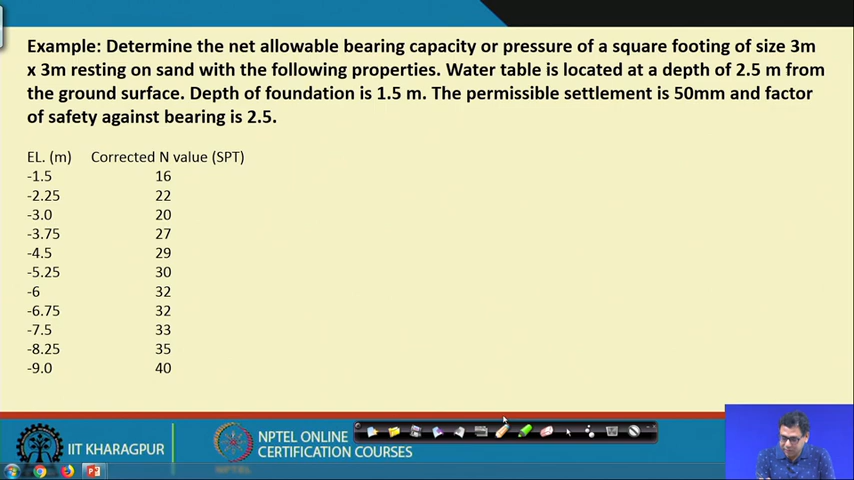 Example: Determine the net allowable bearing capacity or pressure of a square footing of size 3m
x 3m resting on sand with the following properties. Water table is located at a depth of 2.5 m from
the ground surface. Depth of foundation is 1.5 m. The permissible settlement is 50mm and factor
of safety against bearing is 2.5.
EL. (m) Corrected N value (SPT)
-1.5 16
-2.25 22
-3.0 20
-3.75 27
-4.5 29
-5.25 30
-6 32
-6.75 32
-7.5 33
-8.25 35
-9.0 40
IIT KHARAGPUR
NPTEL ONLINE
CERTIFICATION COURSES
NPTEL